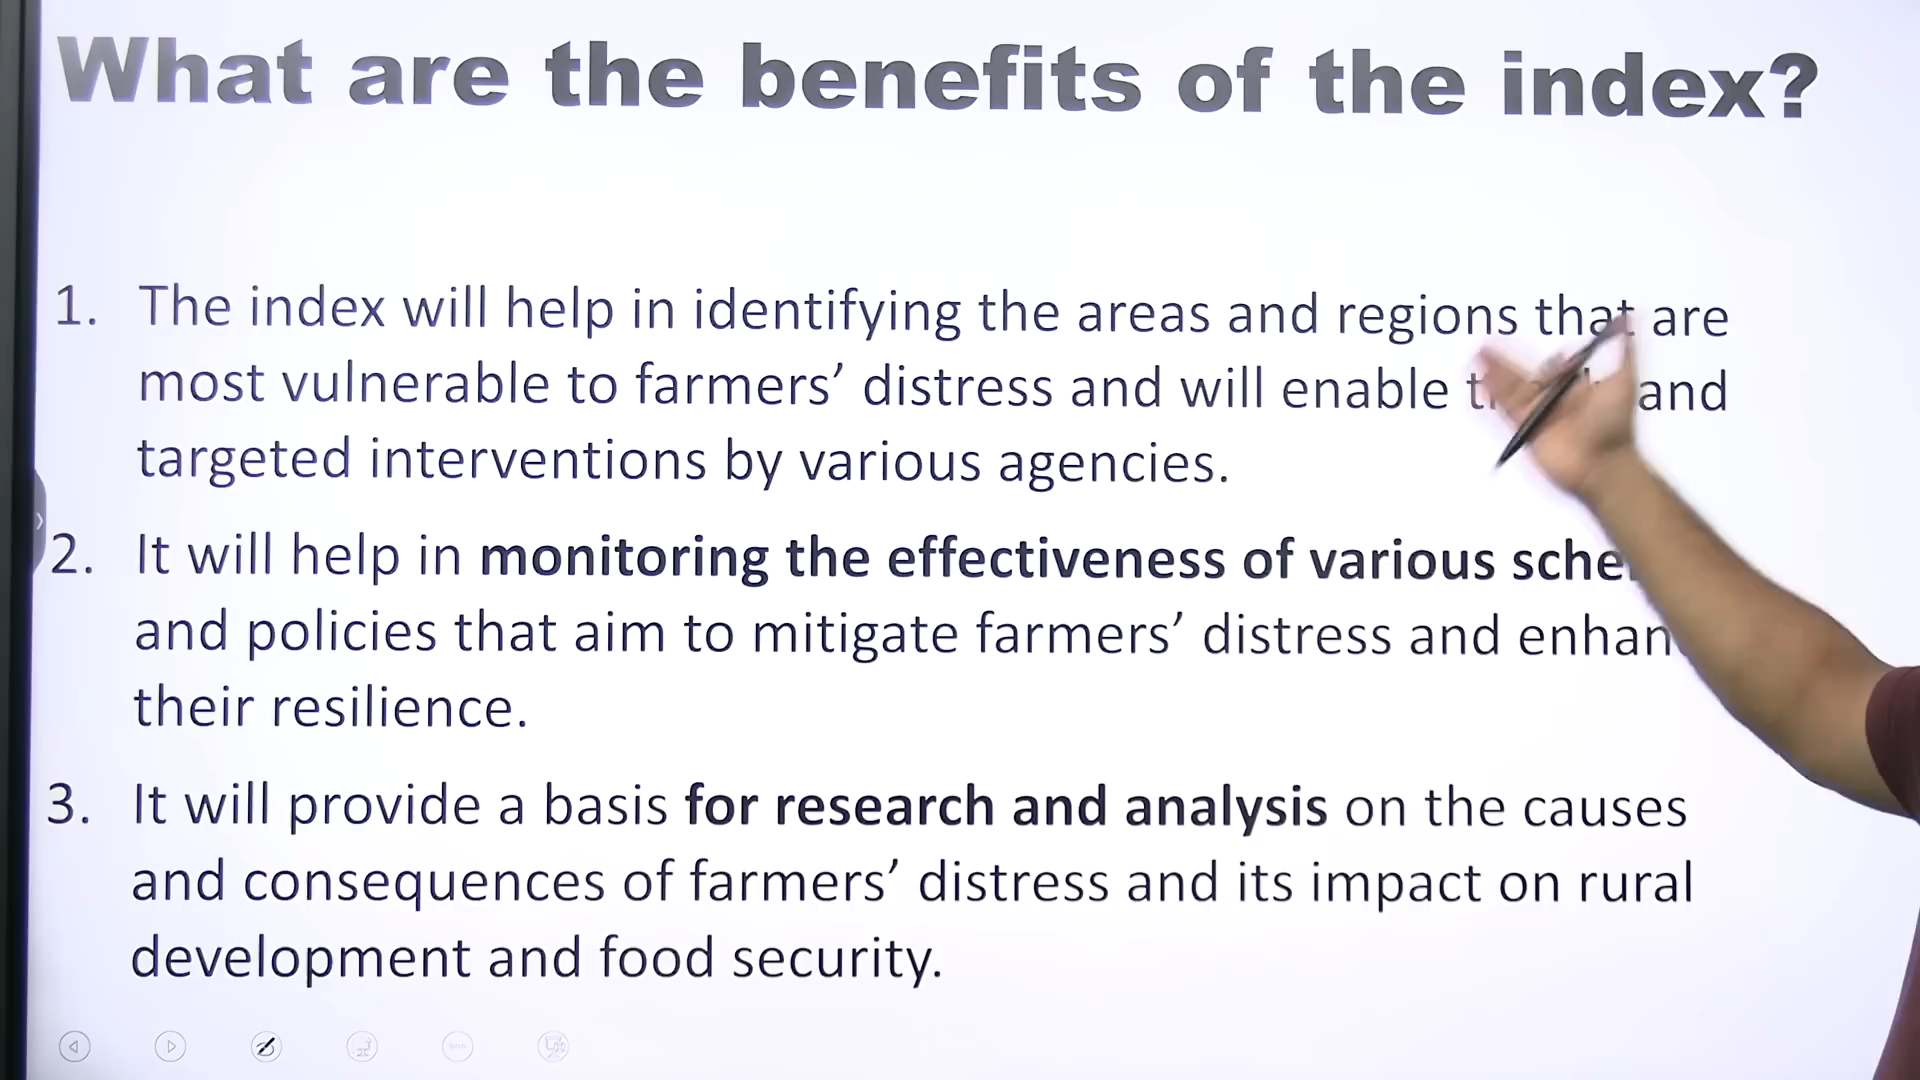 What are the benefits of the index?
1. The index will help in identifying the areas and regions that are
most vulnerable to farmers’ distress and will enable and
targeted interventions by various agencies.
2. It will help in monitoring the effectiveness of various
and policies that aim to mitigate farmers’ distress and
their resilience.
3. It will provide a basis for research and analysis on the causes
and consequences of farmers’ distress and its impact on rural
development and food security.